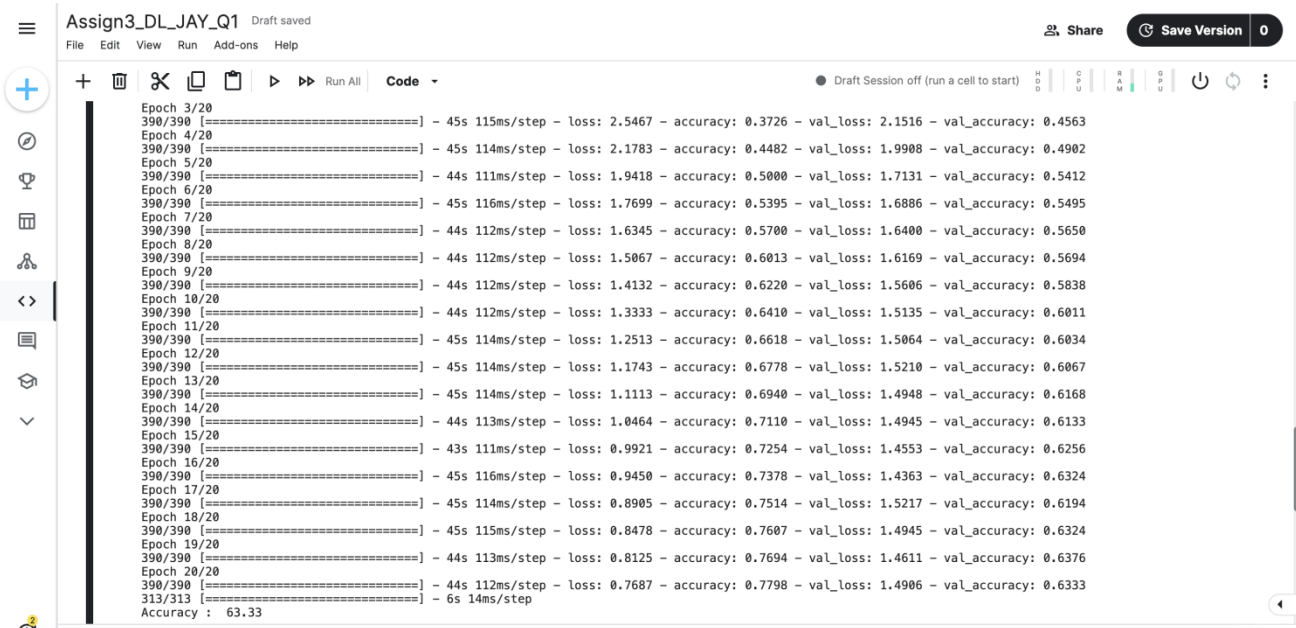 Assign3_DL_JAY_Q1 Draft saved
File Edit View Run Add-ons Help
Share
Save Version 0
Run All Code
Draft Session off (run a cell to start) HDD CPU RAM GPU
Epoch 3/20
390/390 [==============================] - 45s 115ms/step - loss: 2.5467 - accuracy: 0.3726 - val_loss: 2.1516 - val_accuracy: 0.4563
Epoch 4/20
390/390 [==============================] - 45s 114ms/step - loss: 2.1783 - accuracy: 0.4482 - val_loss: 1.9908 - val_accuracy: 0.4902
Epoch 5/20
390/390 [==============================] - 44s 111ms/step - loss: 1.9418 - accuracy: 0.5000 - val_loss: 1.7131 - val_accuracy: 0.5412
Epoch 6/20
390/390 [==============================] - 45s 116ms/step - loss: 1.7699 - accuracy: 0.5395 - val_loss: 1.6886 - val_accuracy: 0.5495
Epoch 7/20
390/390 [==============================] - 44s 112ms/step - loss: 1.6345 - accuracy: 0.5700 - val_loss: 1.6400 - val_accuracy: 0.5650
Epoch 8/20
390/390 [==============================] - 44s 112ms/step - loss: 1.5067 - accuracy: 0.6013 - val_loss: 1.6169 - val_accuracy: 0.5694
Epoch 9/20
390/390 [==============================] - 44s 112ms/step - loss: 1.4132 - accuracy: 0.6220 - val_loss: 1.5606 - val_accuracy: 0.5838
Epoch 10/20
390/390 [==============================] - 44s 112ms/step - loss: 1.3333 - accuracy: 0.6410 - val_loss: 1.5135 - val_accuracy: 0.6011
Epoch 11/20
390/390 [==============================] - 45s 114ms/step - loss: 1.2513 - accuracy: 0.6618 - val_loss: 1.5064 - val_accuracy: 0.6034
Epoch 12/20
390/390 [==============================] - 45s 114ms/step - loss: 1.1743 - accuracy: 0.6778 - val_loss: 1.5210 - val_accuracy: 0.6067
Epoch 13/20
390/390 [==============================] - 45s 114ms/step - loss: 1.1113 - accuracy: 0.6940 - val_loss: 1.4948 - val_accuracy: 0.6168
Epoch 14/20
390/390 [==============================] - 44s 113ms/step - loss: 1.0464 - accuracy: 0.7110 - val_loss: 1.4945 - val_accuracy: 0.6133
Epoch 15/20
390/390 [==============================] - 43s 111ms/step - loss: 0.9921 - accuracy: 0.7254 - val_loss: 1.4553 - val_accuracy: 0.6256
Epoch 16/20
390/390 [==============================] - 45s 116ms/step - loss: 0.9450 - accuracy: 0.7378 - val_loss: 1.4363 - val_accuracy: 0.6324
Epoch 17/20
390/390 [==============================] - 45s 114ms/step - loss: 0.8905 - accuracy: 0.7514 - val_loss: 1.5217 - val_accuracy: 0.6194
Epoch 18/20
390/390 [==============================] - 45s 115ms/step - loss: 0.8478 - accuracy: 0.7607 - val_loss: 1.4945 - val_accuracy: 0.6324
Epoch 19/20
390/390 [==============================] - 44s 113ms/step - loss: 0.8125 - accuracy: 0.7694 - val_loss: 1.4611 - val_accuracy: 0.6376
Epoch 20/20
390/390 [==============================] - 44s 112ms/step - loss: 0.7687 - accuracy: 0.7798 - val_loss: 1.4906 - val_accuracy: 0.6333
313/313 [==============================] - 6s 14ms/step
Accuracy : 63.33
2